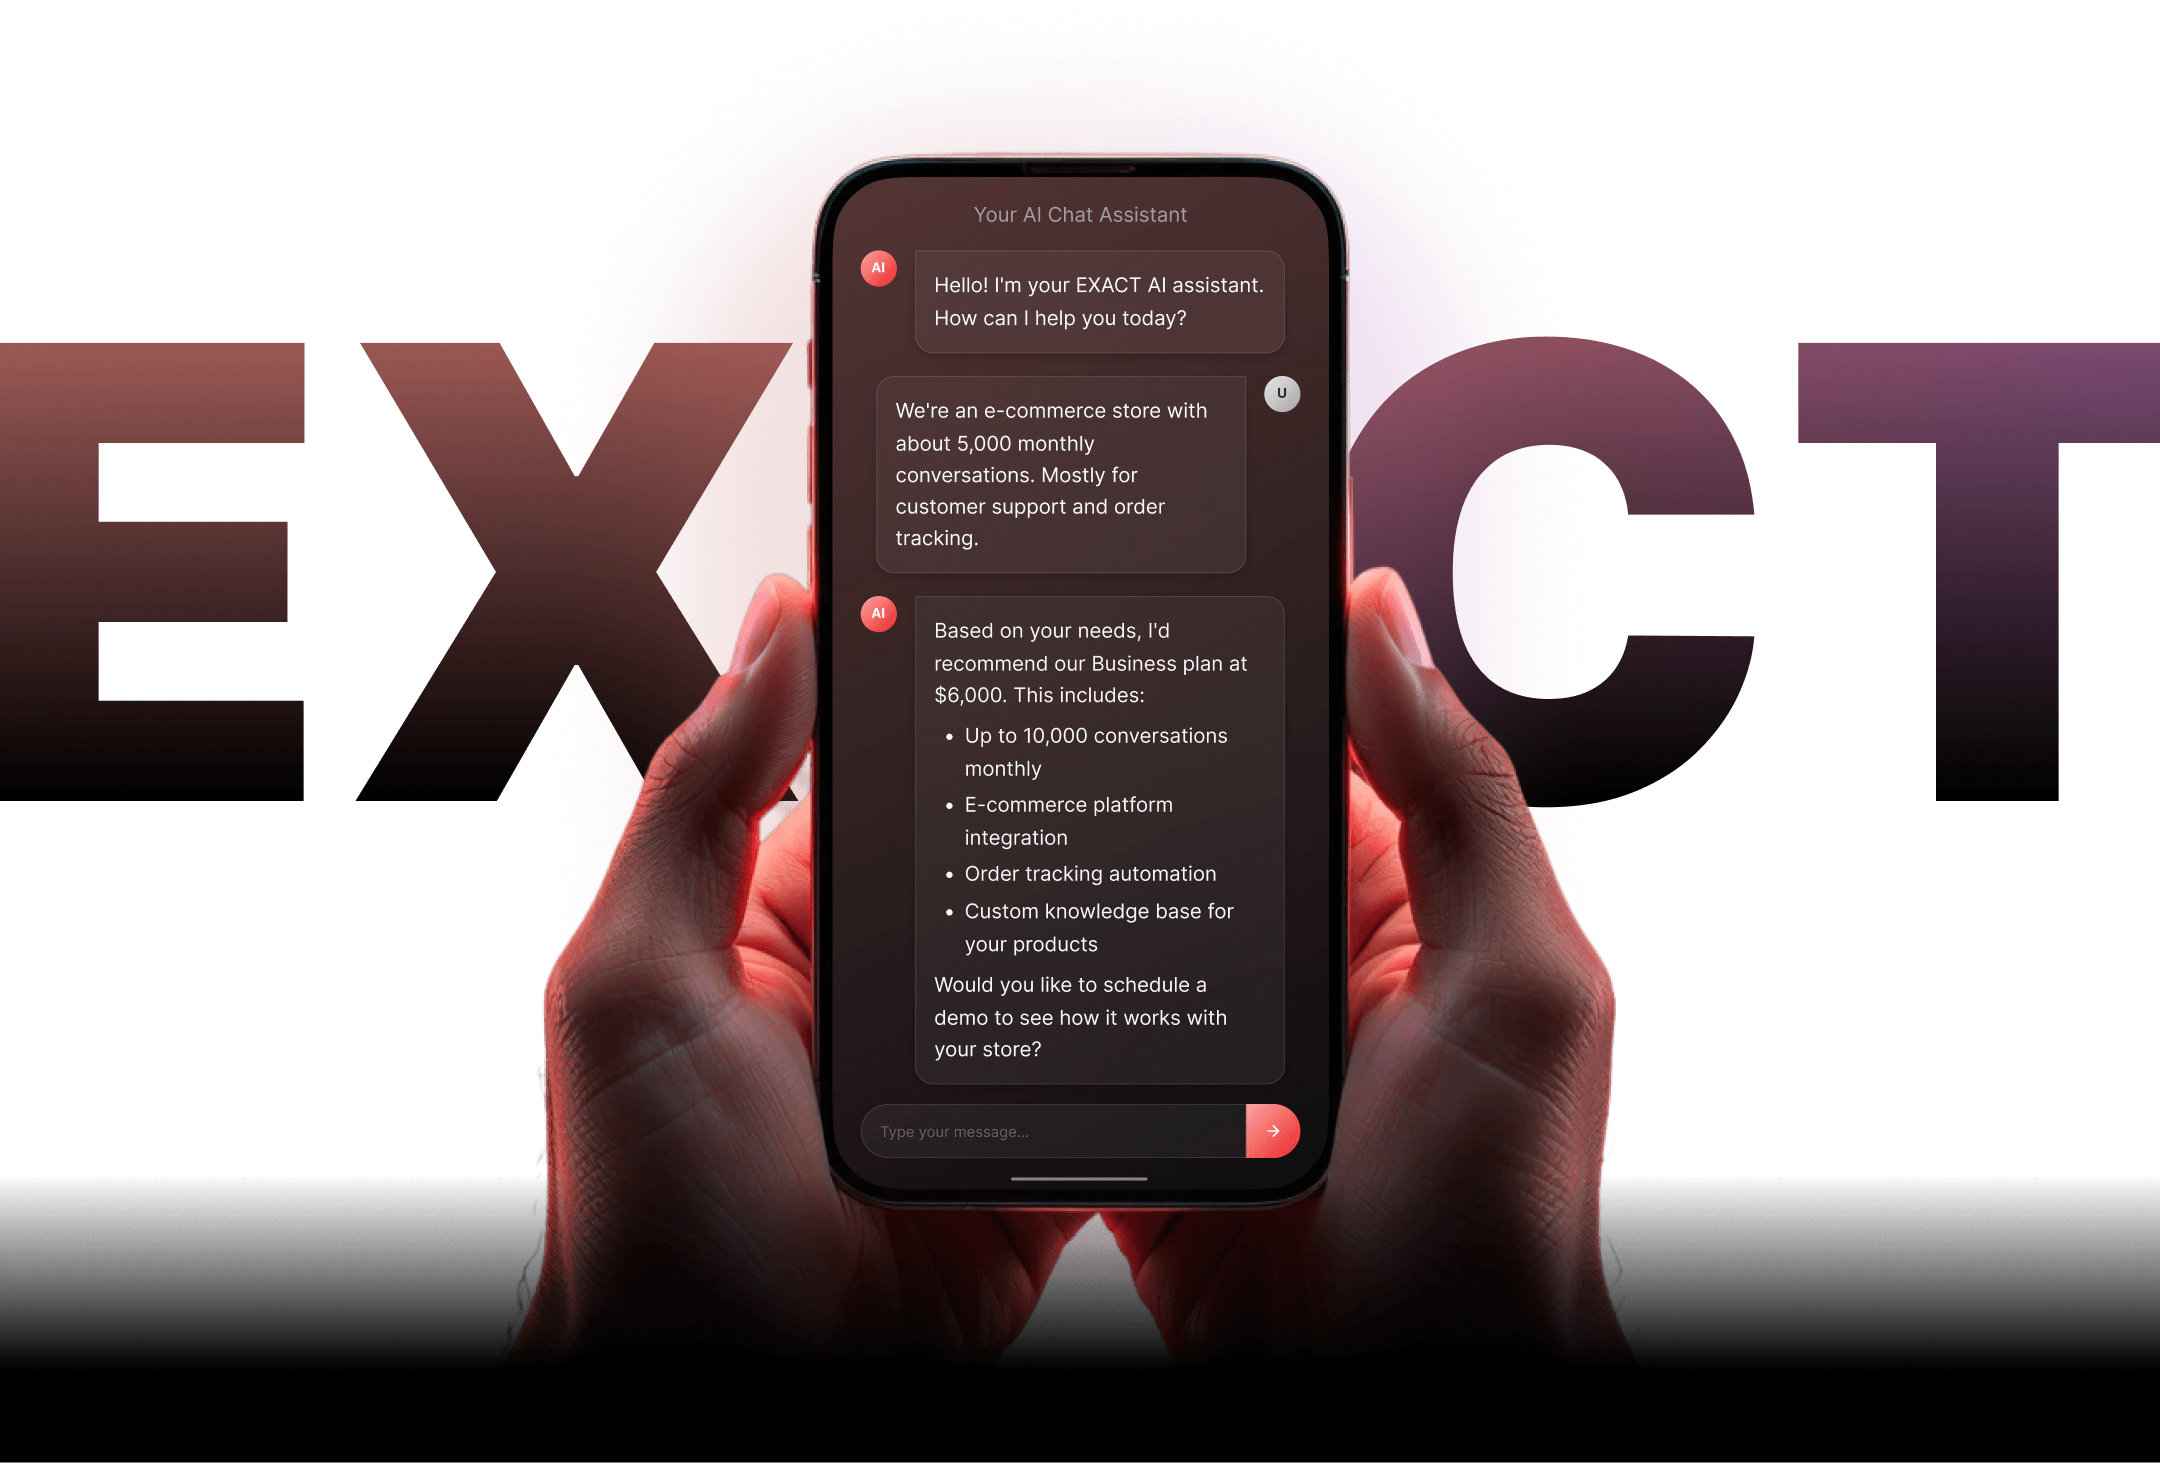 EXACT
Your AI Chat Assistant
AI
Hello! I'm your EXACT AI assistant.
How can I help you today?
U
We're an e-commerce store with
about 5,000 monthly
conversations. Mostly for
customer support and order
tracking.
AI
Based on your needs, I'd
recommend our Business plan at
$6,000. This includes:
• Up to 10,000 conversations
monthly
• E-commerce platform
integration
• Order tracking automation
• Custom knowledge base for
your products
Would you like to schedule a
demo to see how it works with
your store?
Type your message...